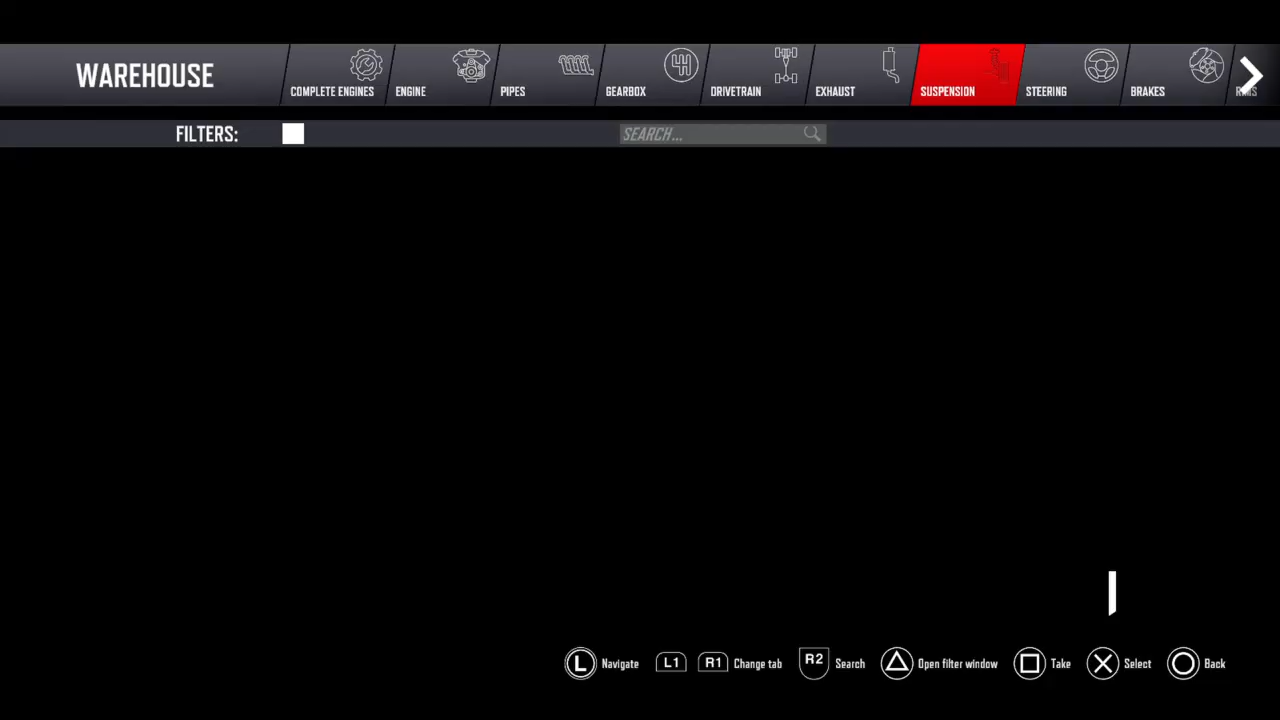 WAREHOUSE
COMPLETE ENGINES
ENGINE
PIPES
GEARBOX
DRIVETRAIN
EXHAUST
SUSPENSION
STEERING
BRAKES
FILTERS:
SEARCH...
L Navigate
L1 R1 Change tab
R2 Search
Open filter window
Take
Select
Back